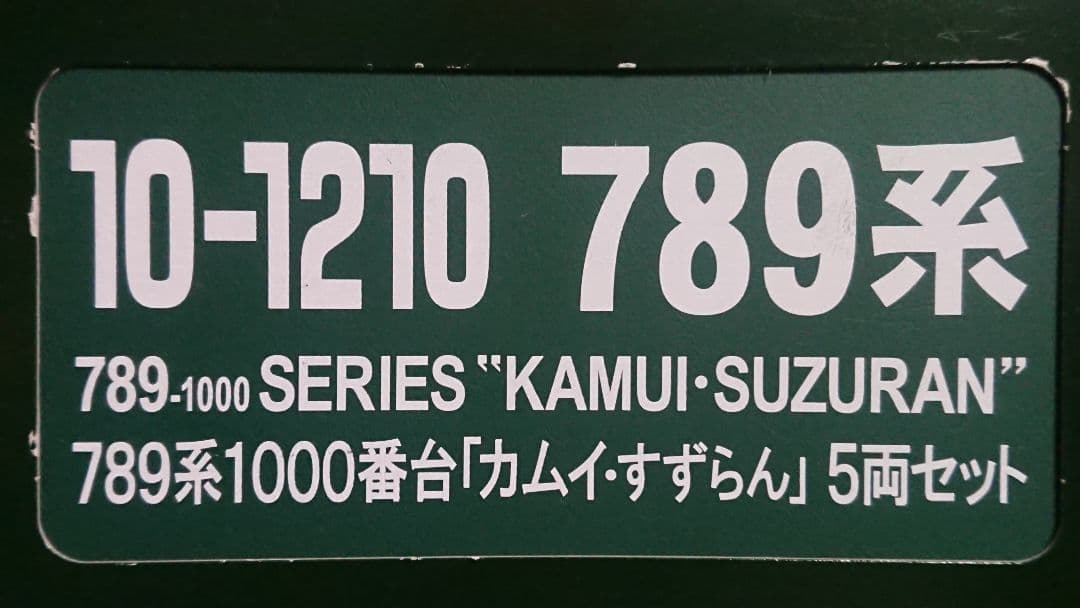 10-1210 789系
789-1000 SERIES “KAMUI・SUZURAN”
789系1000番台「カムイ・すずらん」 5両セット